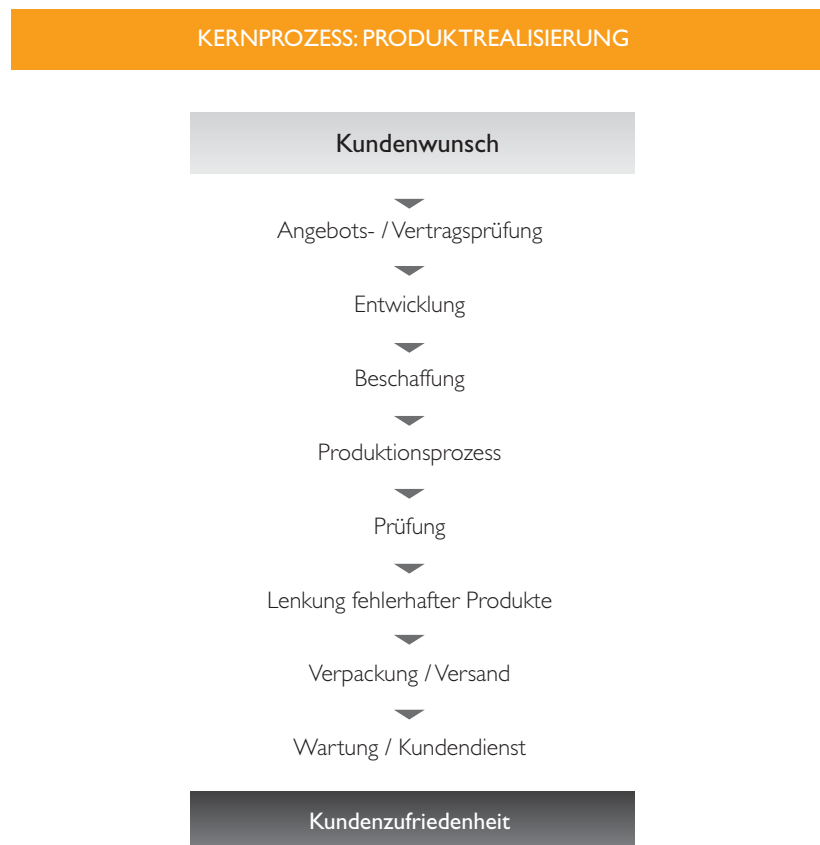 KERNPROZESS: PRODUKTREALISIERUNG
Kundenwunsch
Angebots- / Vertragsprüfung
Entwicklung
Beschaffung
Produktionsprozess
Prüfung
Lenkung fehlerhafter Produkte
Verpackung / Versand
Wartung / Kundendienst
Kundenzufriedenheit